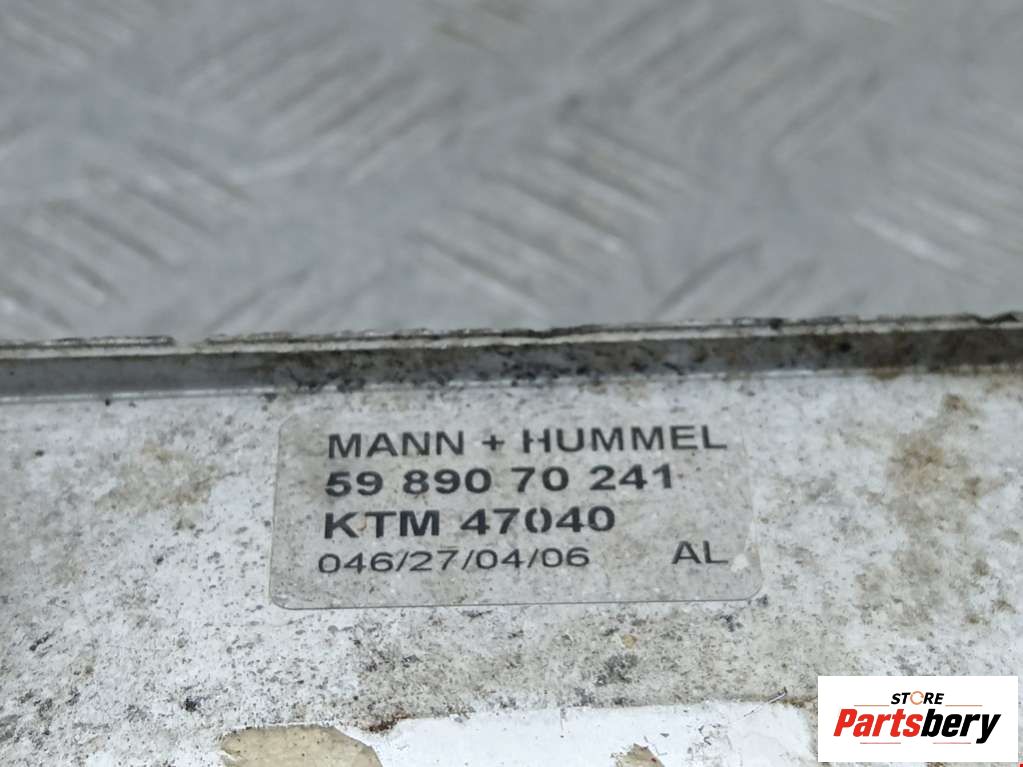 MANN + HUMMEL
59 890 70 241
KTM 47040
046/27/04/06 AL
STORE
Partsbery